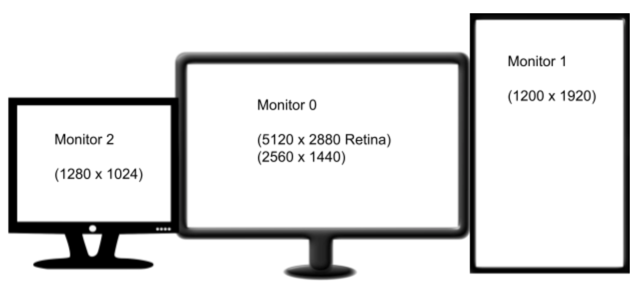 Monitor 2
(1280 x 1024)
Monitor 0
(5120 x 2880 Retina)
(2560 x 1440)
Monitor 1
(1200 x 1920)